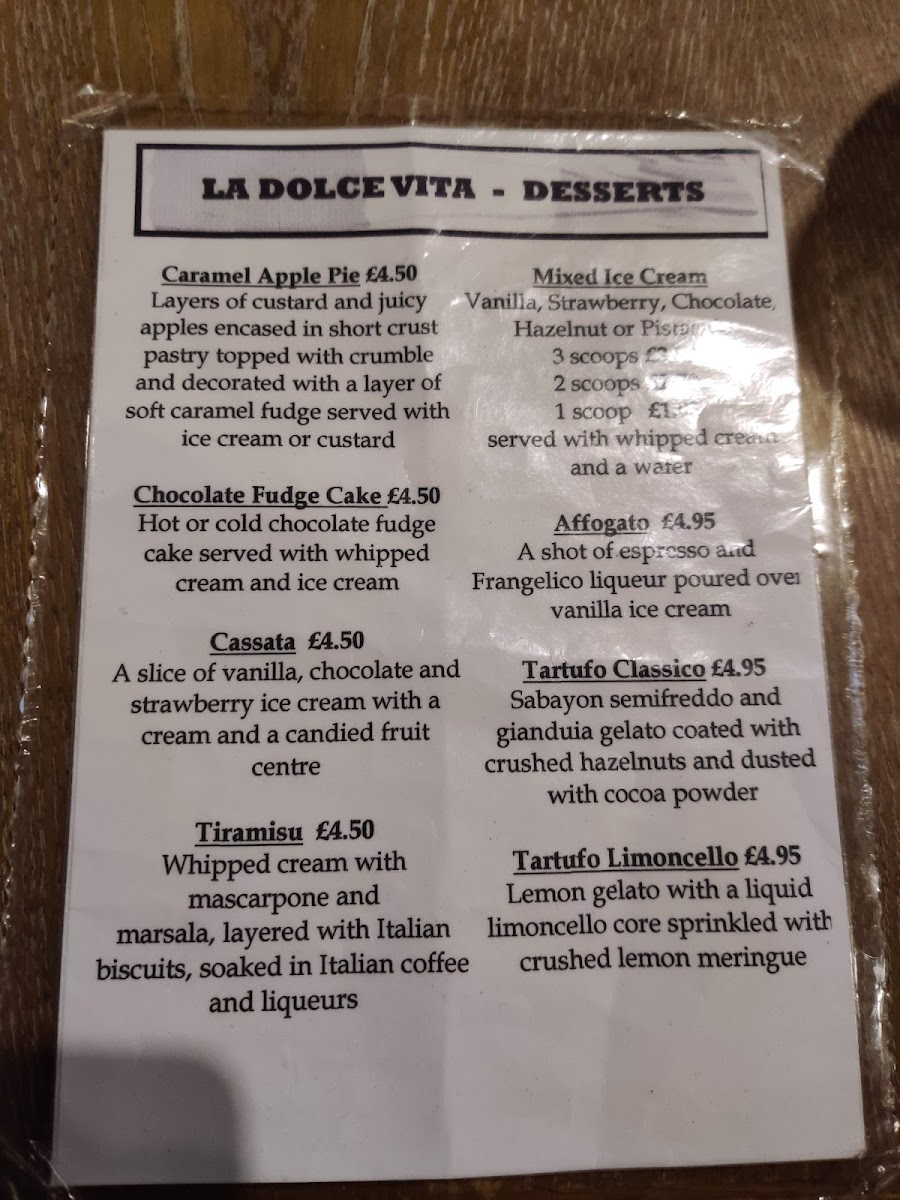 LA DOLCE VITA - DESSERTS
Caramel Apple Pie £4.50
Layers of custard and juicy
apples encased in short crust
pastry topped with crumble
and decorated with a layer of
soft caramel fudge served with
ice cream or custard
Chocolate Fudge Cake £4.50
Hot or cold chocolate fudge
cake served with whipped
cream and ice cream
Cassata £4.50
A slice of vanilla, chocolate and
strawberry ice cream with a
cream and a candied fruit
centre
Tiramisu £4.50
Whipped cream with
mascarpone and
marsala, layered with Italian
biscuits, soaked in Italian coffee
and liqueurs
Mixed Ice Cream
Vanilla, Strawberry, Chocolate,
Hazelnut or
3 scoops
2 scoops
1 scoop
served with whipped cream
and a wafer
Affogato £4.95
A shot of espresso and
Frangelico liqueur poured over
vanilla ice cream
Tartufo Classico £4.95
Sabayon semifreddo and
gianduia gelato coated with
crushed hazelnuts and dusted
with cocoa powder
Tartufo Limoncello £4.95
Lemon gelato with a liquid
limoncello core sprinkled with
crushed lemon meringue